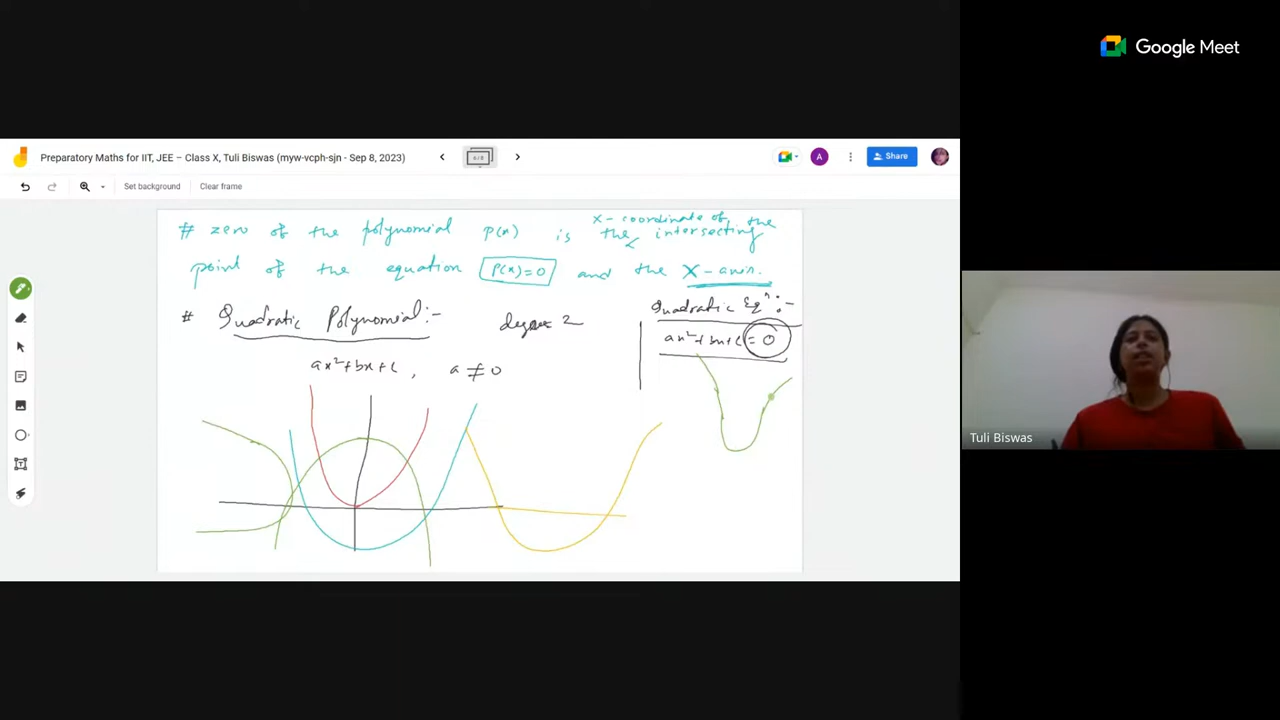 Google Meet
Preparatory Maths for IIT, JEE – Class X, Tuli Biswas (myw-vcph-sjn - Sep 8, 2023)
A
Share
Set background
Clear frame
x-coordinate of the
# zero of the polynomial p(x) is the intersecting
point of the equation p(x)=0 and the X-axis.
# Quadratic Polynomial:- degree 2
Quadratic Eqⁿ:-
ax²+bx+c = 0
ax²+bx+c , a ≠ 0
Tuli Biswas